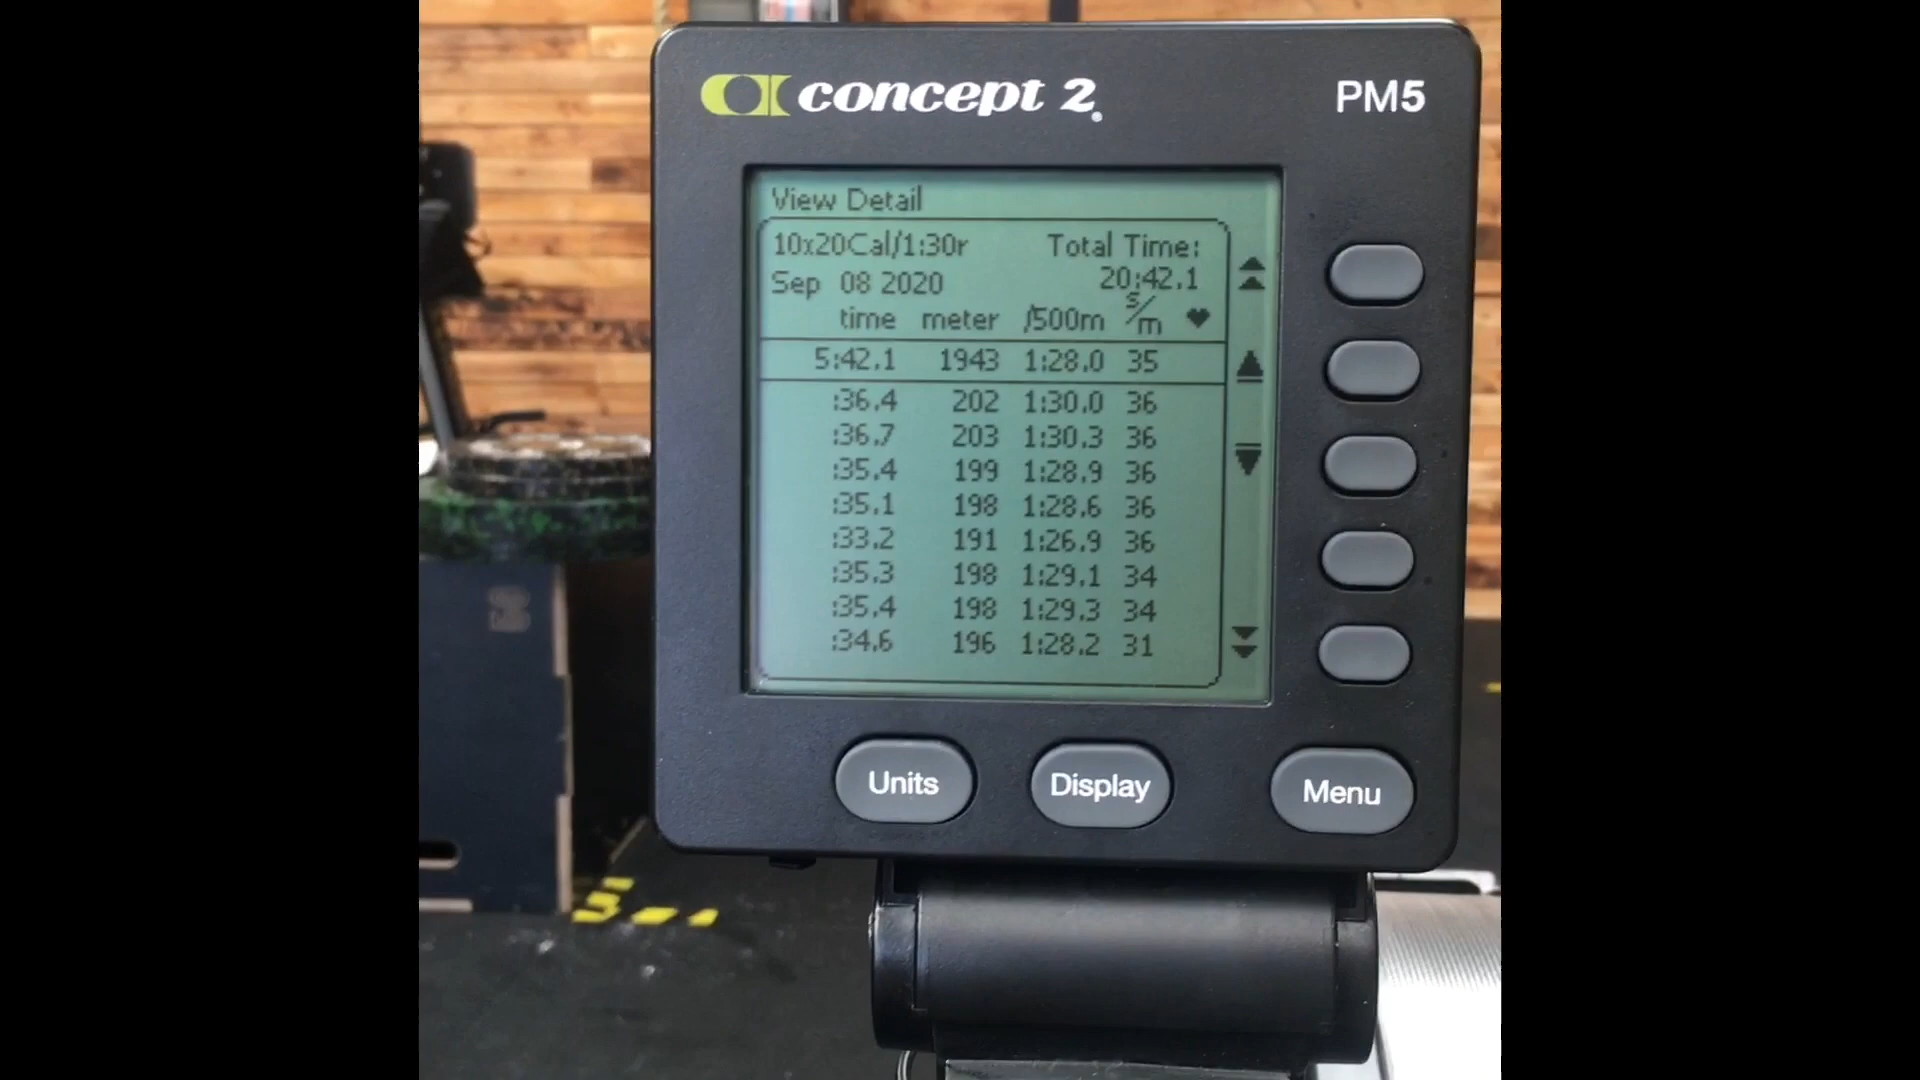 concept 2.
PM5
View Detail
10x20Cal/1:30r Total Time:
Sep 08 2020 20:42.1
time meter /500m s/m ♥
5:42.1 1943 1:28.0 35
:36.4 202 1:30.0 36
:36.7 203 1:30.3 36
:35.4 199 1:28.9 36
:35.1 198 1:28.6 36
:33.2 191 1:26.9 36
:35.3 198 1:29.1 34
:35.4 198 1:29.3 34
:34.6 196 1:28.2 31
Units Display Menu